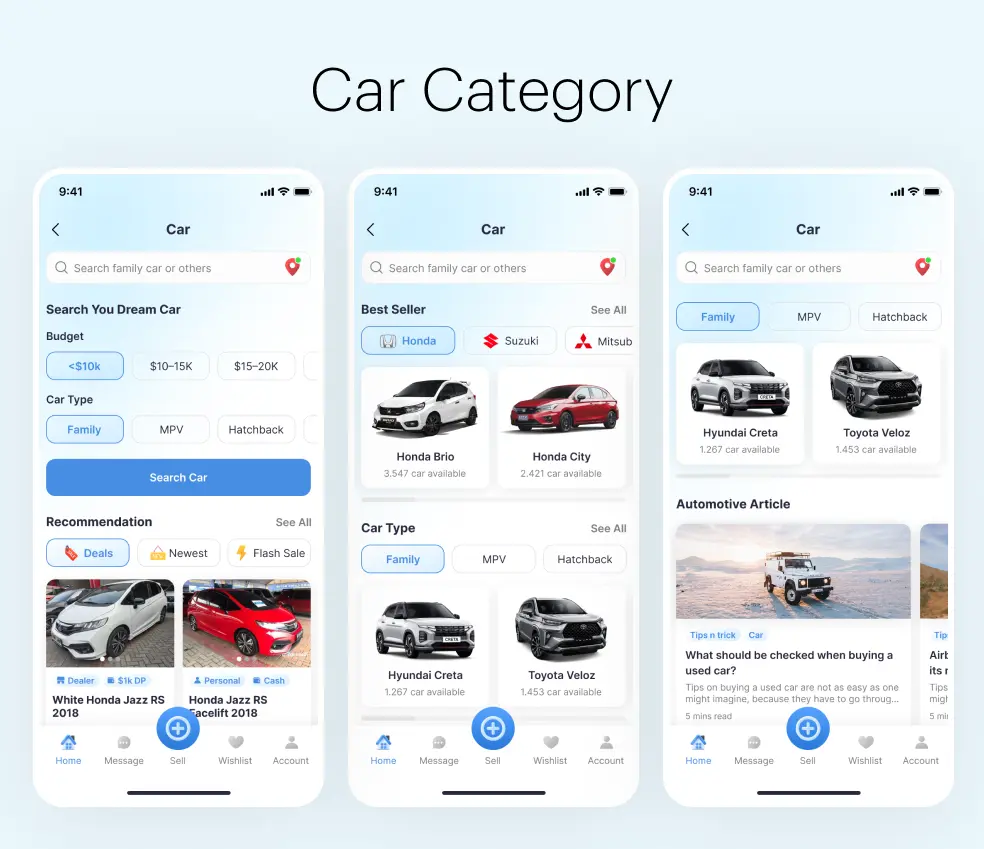 Car Category
9:41
Car
Search family car or others
Search You Dream Car
Budget
<$10k
$10–15K
$15–20K
Car Type
Family
MPV
Hatchback
Search Car
Recommendation
See All
Deals
Newest
Flash Sale
Dealer
$1k DP
White Honda Jazz RS
2018
Personal
Cash
Honda Jazz RS
Facelift 2018
Home
Message
Sell
Wishlist
Account
9:41
Car
Search family car or others
Best Seller
See All
Honda
Suzuki
Mitsub
Honda Brio
3.547 car available
Honda City
2.421 car available
Car Type
See All
Family
MPV
Hatchback
CRETA
Hyundai Creta
1.267 car available
Toyota Veloz
1.453 car available
Home
Message
Sell
Wishlist
Account
9:41
Car
Search family car or others
Family
MPV
Hatchback
CRETA
Hyundai Creta
1.267 car available
Toyota Veloz
1.453 car available
Automotive Article
Tips n trick
Car
What should be checked when buying a
used car?
Tips on buying a used car are not as easy as one
might imagine, because they have to go throug...
5 mins read
Tip
Airb
its r
Tips
migh
5 min
Home
Message
Sell
Wishlist
Account